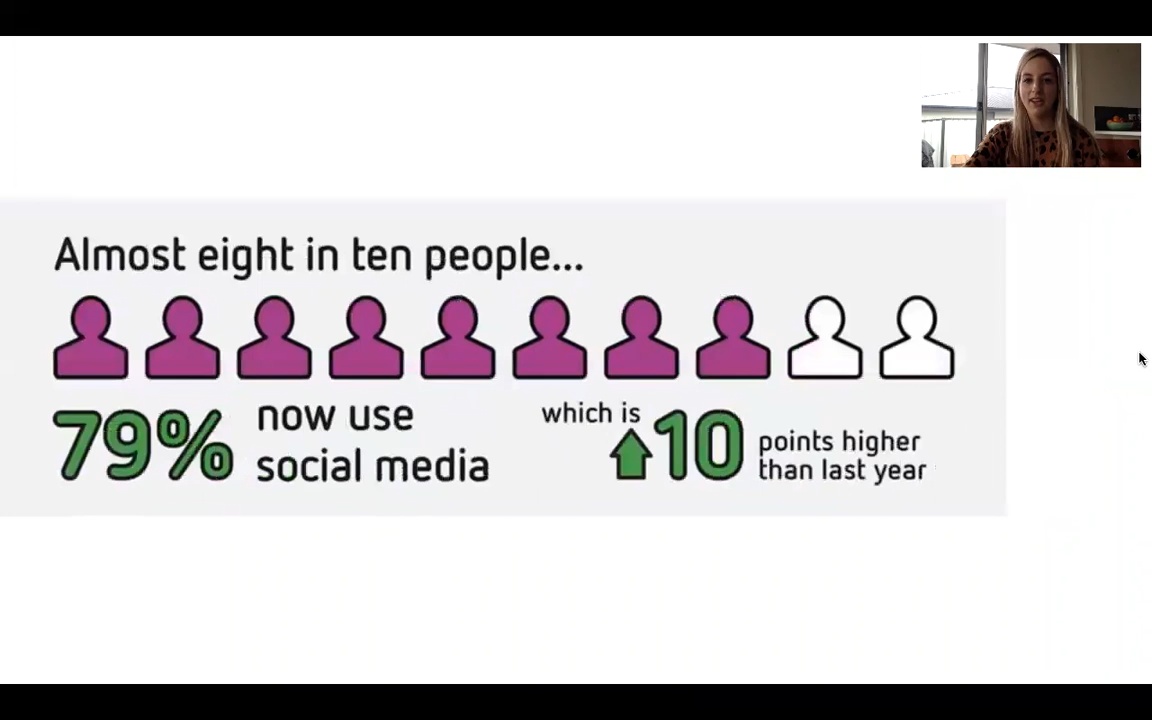 Almost eight in ten people...
79% now use social media
which is 10 points higher than last year